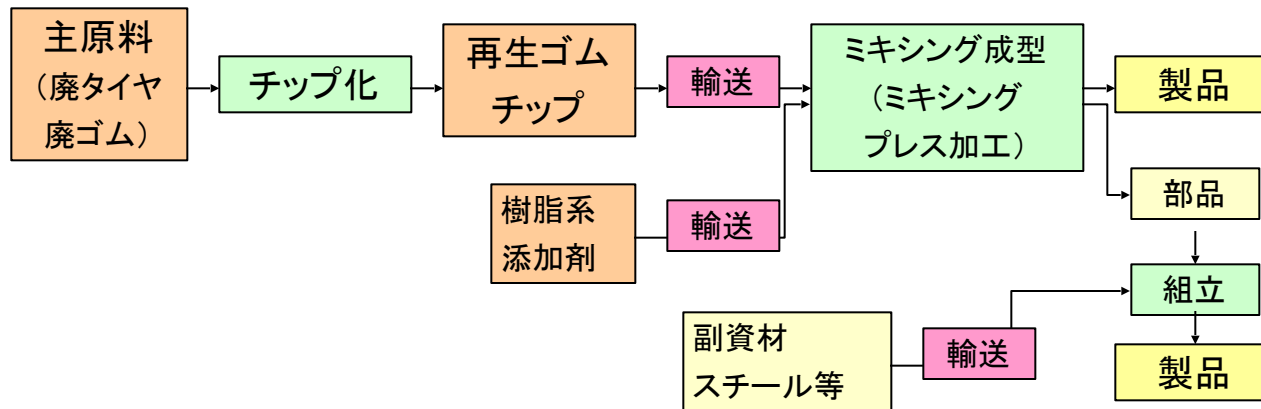 主原料
（廃タイヤ
廃ゴム）
チップ化
再生ゴム
チップ
輸送
ミキシング成型
（ミキシング
プレス加工）
製品
樹脂系
添加剤
輸送
部品
組立
副資材
スチール等
輸送
製品